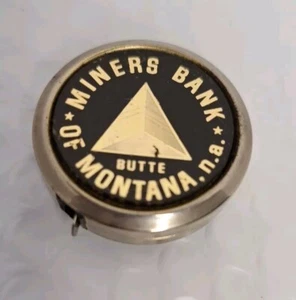 ★ MINERS BANK ★
OF MONTANA, n.a.
BUTTE